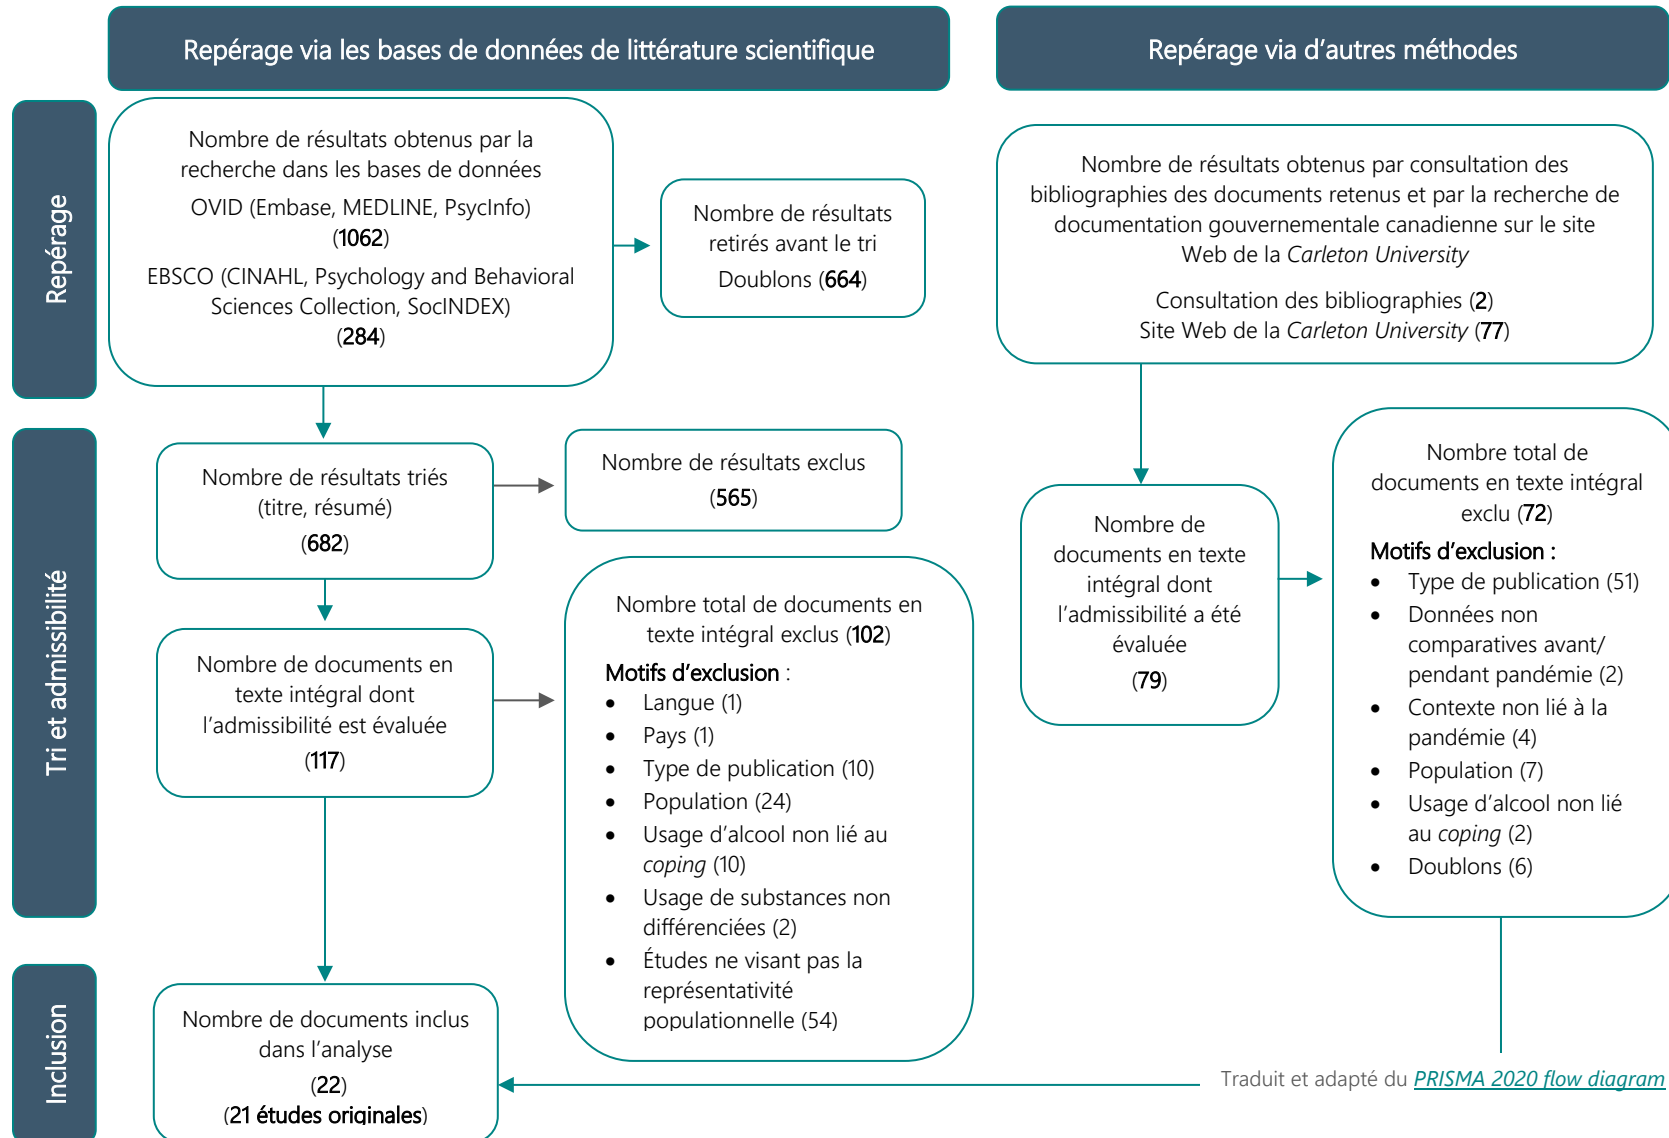 Repérage via les bases de données de littérature scientifique
Repérage via d'autres méthodes
Repérage
Nombre de résultats obtenus par la
recherche dans les bases de données
OVID (Embase, MEDLINE, PsycInfo)
(1062)
EBSCO (CINAHL, Psychology and Behavioral
Sciences Collection, SocINDEX)
(284)
Nombre de résultats
retirés avant le tri
Doublons (664)
Nombre de résultats obtenus par consultation des
bibliographies des documents retenus et par la recherche de
documentation gouvernementale canadienne sur le site
Web de la Carleton University
Consultation des bibliographies (2)
Site Web de la Carleton University (77)
Tri et admissibilité
Nombre de résultats triés
(titre, résumé)
(682)
Nombre de résultats exclus
(565)
Nombre de documents en
texte intégral dont
l'admissibilité est évaluée
(117)
Nombre total de documents en
texte intégral exclus (102)
Motifs d'exclusion :
• Langue (1)
• Pays (1)
• Type de publication (10)
• Population (24)
• Usage d'alcool non lié au
coping (10)
• Usage de substances non
différenciées (2)
• Études ne visant pas la
représentativité
populationnelle (54)
Nombre de
documents en texte
intégral dont
l'admissibilité a été
évaluée
(79)
Nombre total de
documents en texte intégral
exclu (72)
Motifs d'exclusion :
• Type de publication (51)
• Données non
comparatives avant/
pendant pandémie (2)
• Contexte non lié à la
pandémie (4)
• Population (7)
• Usage d'alcool non lié
au coping (2)
• Doublons (6)
Inclusion
Nombre de documents inclus
dans l'analyse
(22)
(21 études originales)
Traduit et adapté du PRISMA 2020 flow diagram